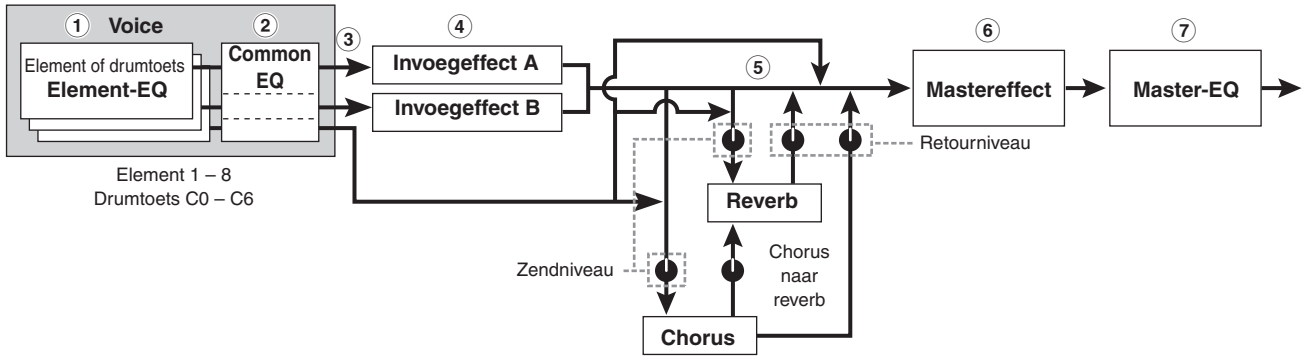 ① Voice ② ③ ④ ⑤ ⑥ ⑦
Element of drumtoets
Element-EQ
Common
EQ
Invoegeffect A
Invoegeffect B
Element 1 – 8
Drumtoets C0 – C6
Mastereffect
Master-EQ
Retourniveau
Reverb
Zendniveau
Chorus
naar
reverb
Chorus